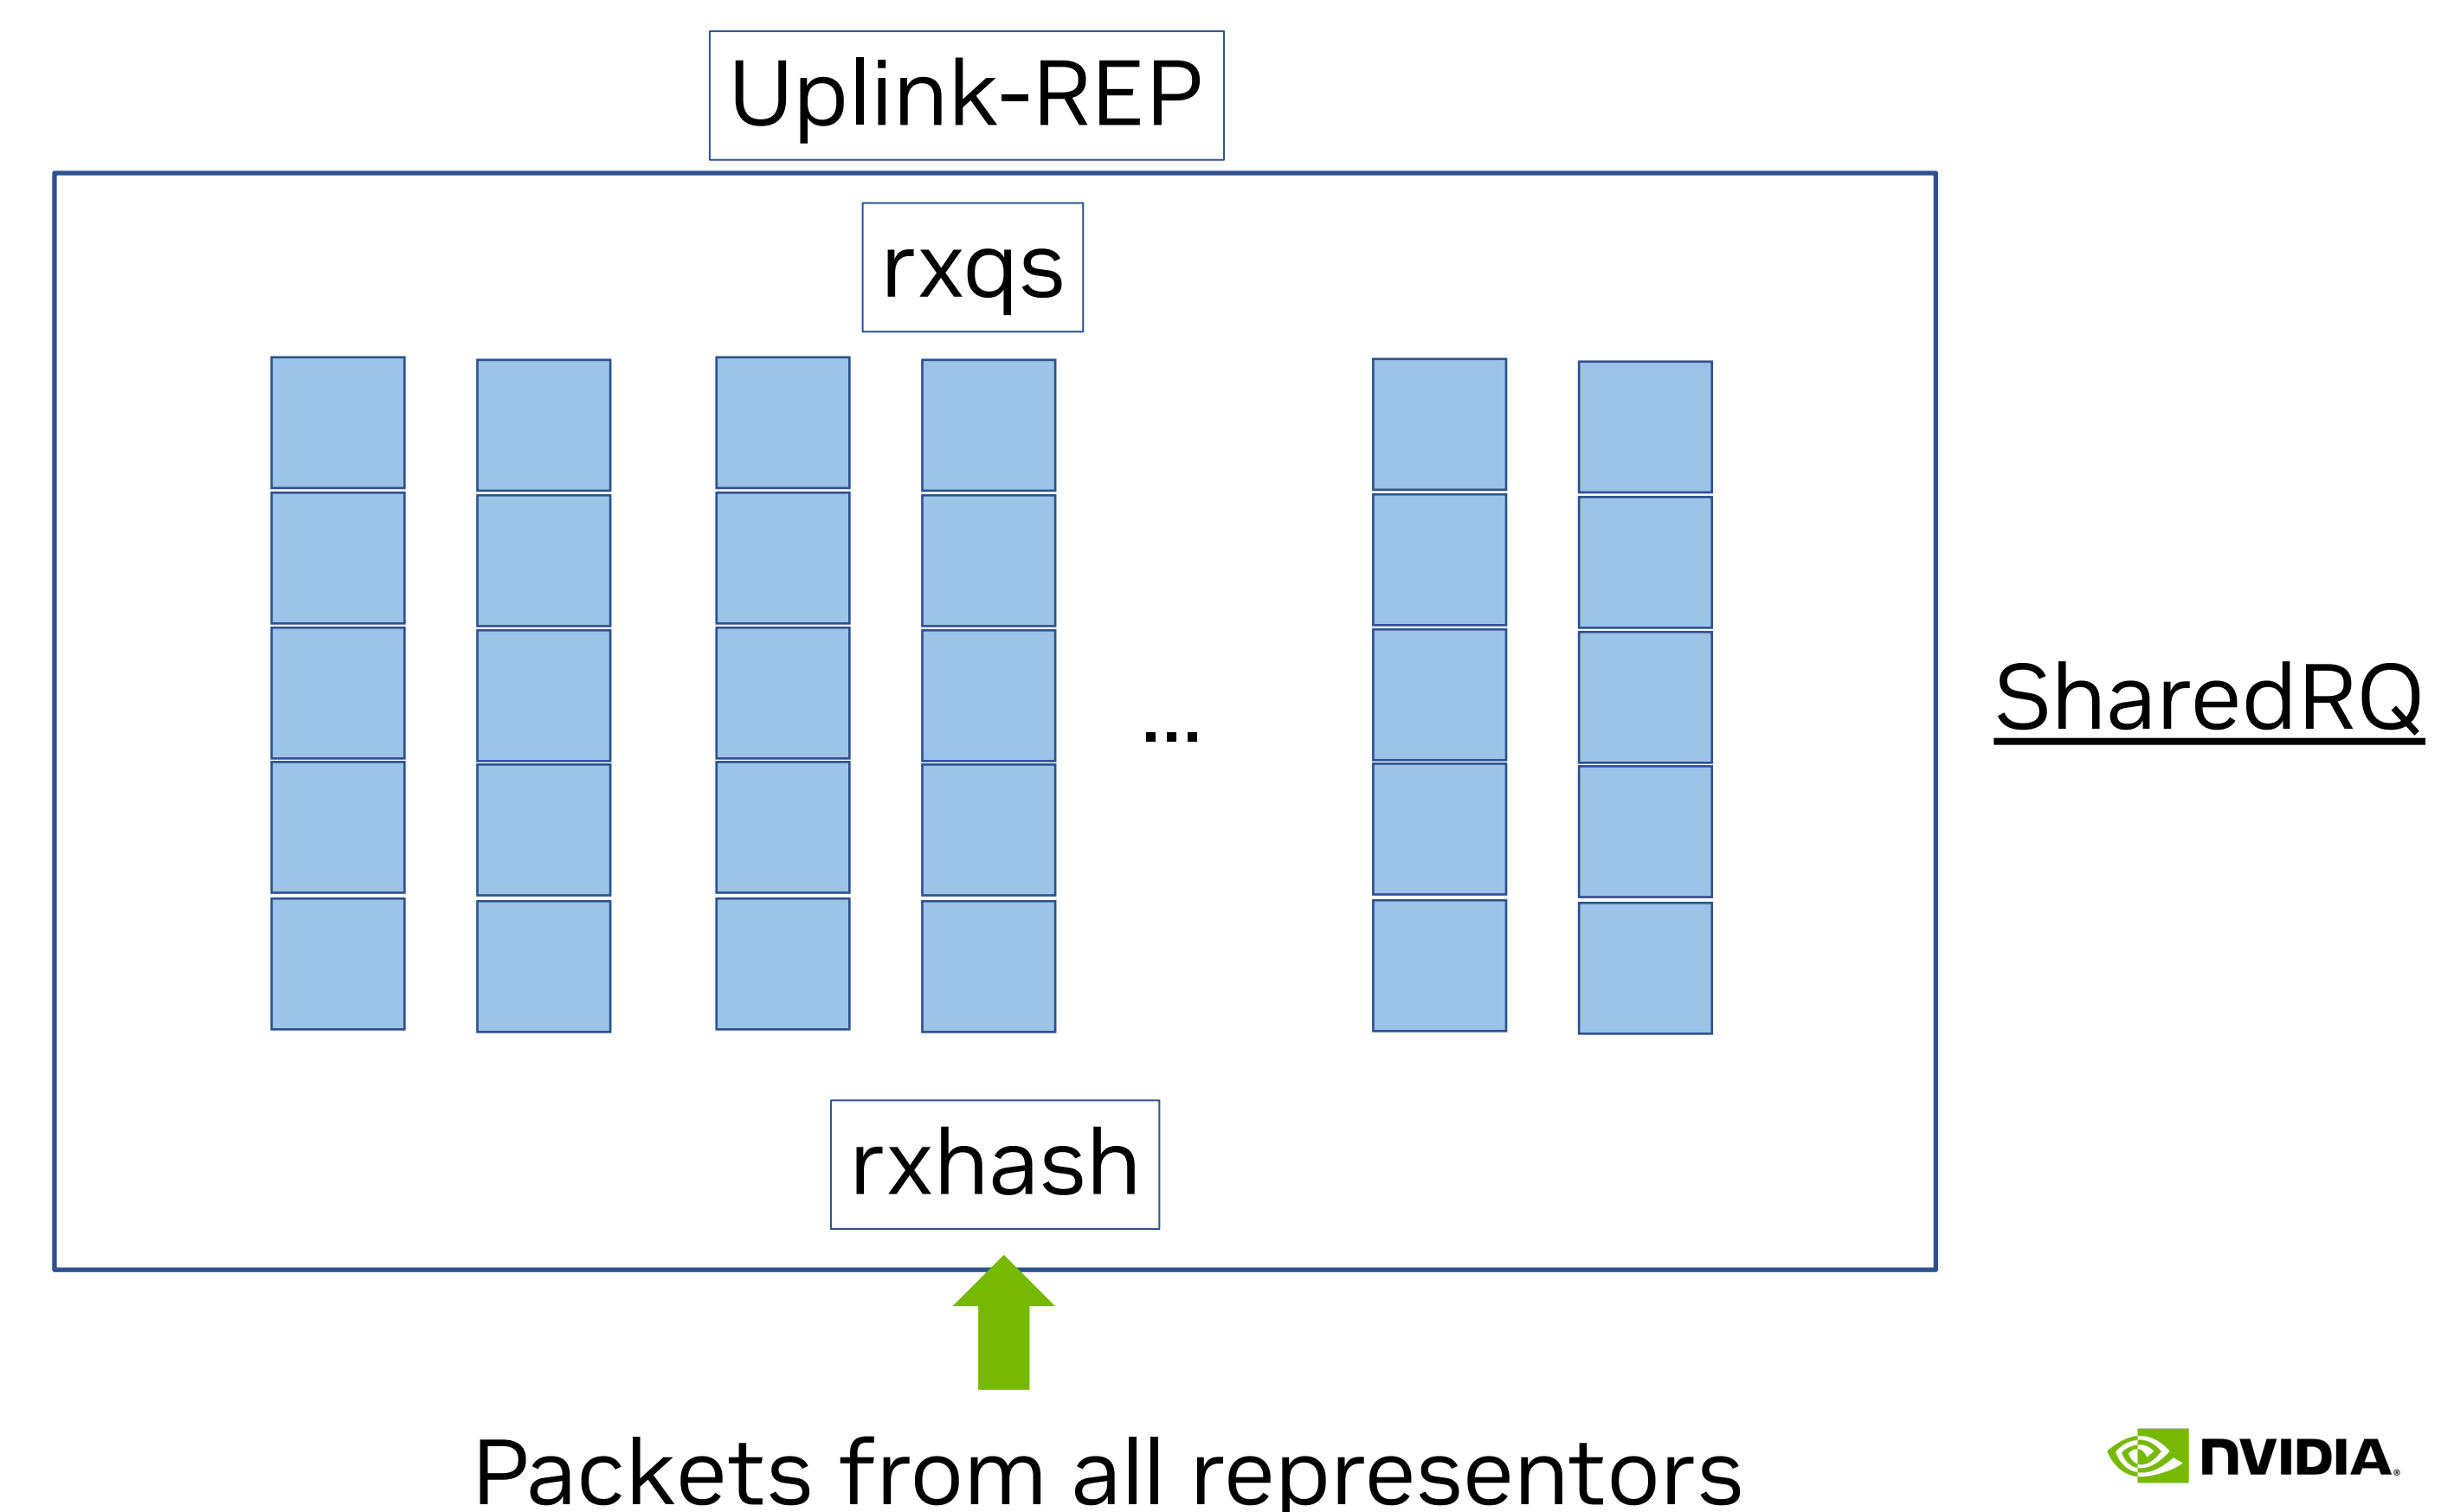 Uplink-REP
rxqs
...
SharedRQ
rxhash
Packets from all representors
NVIDIA®